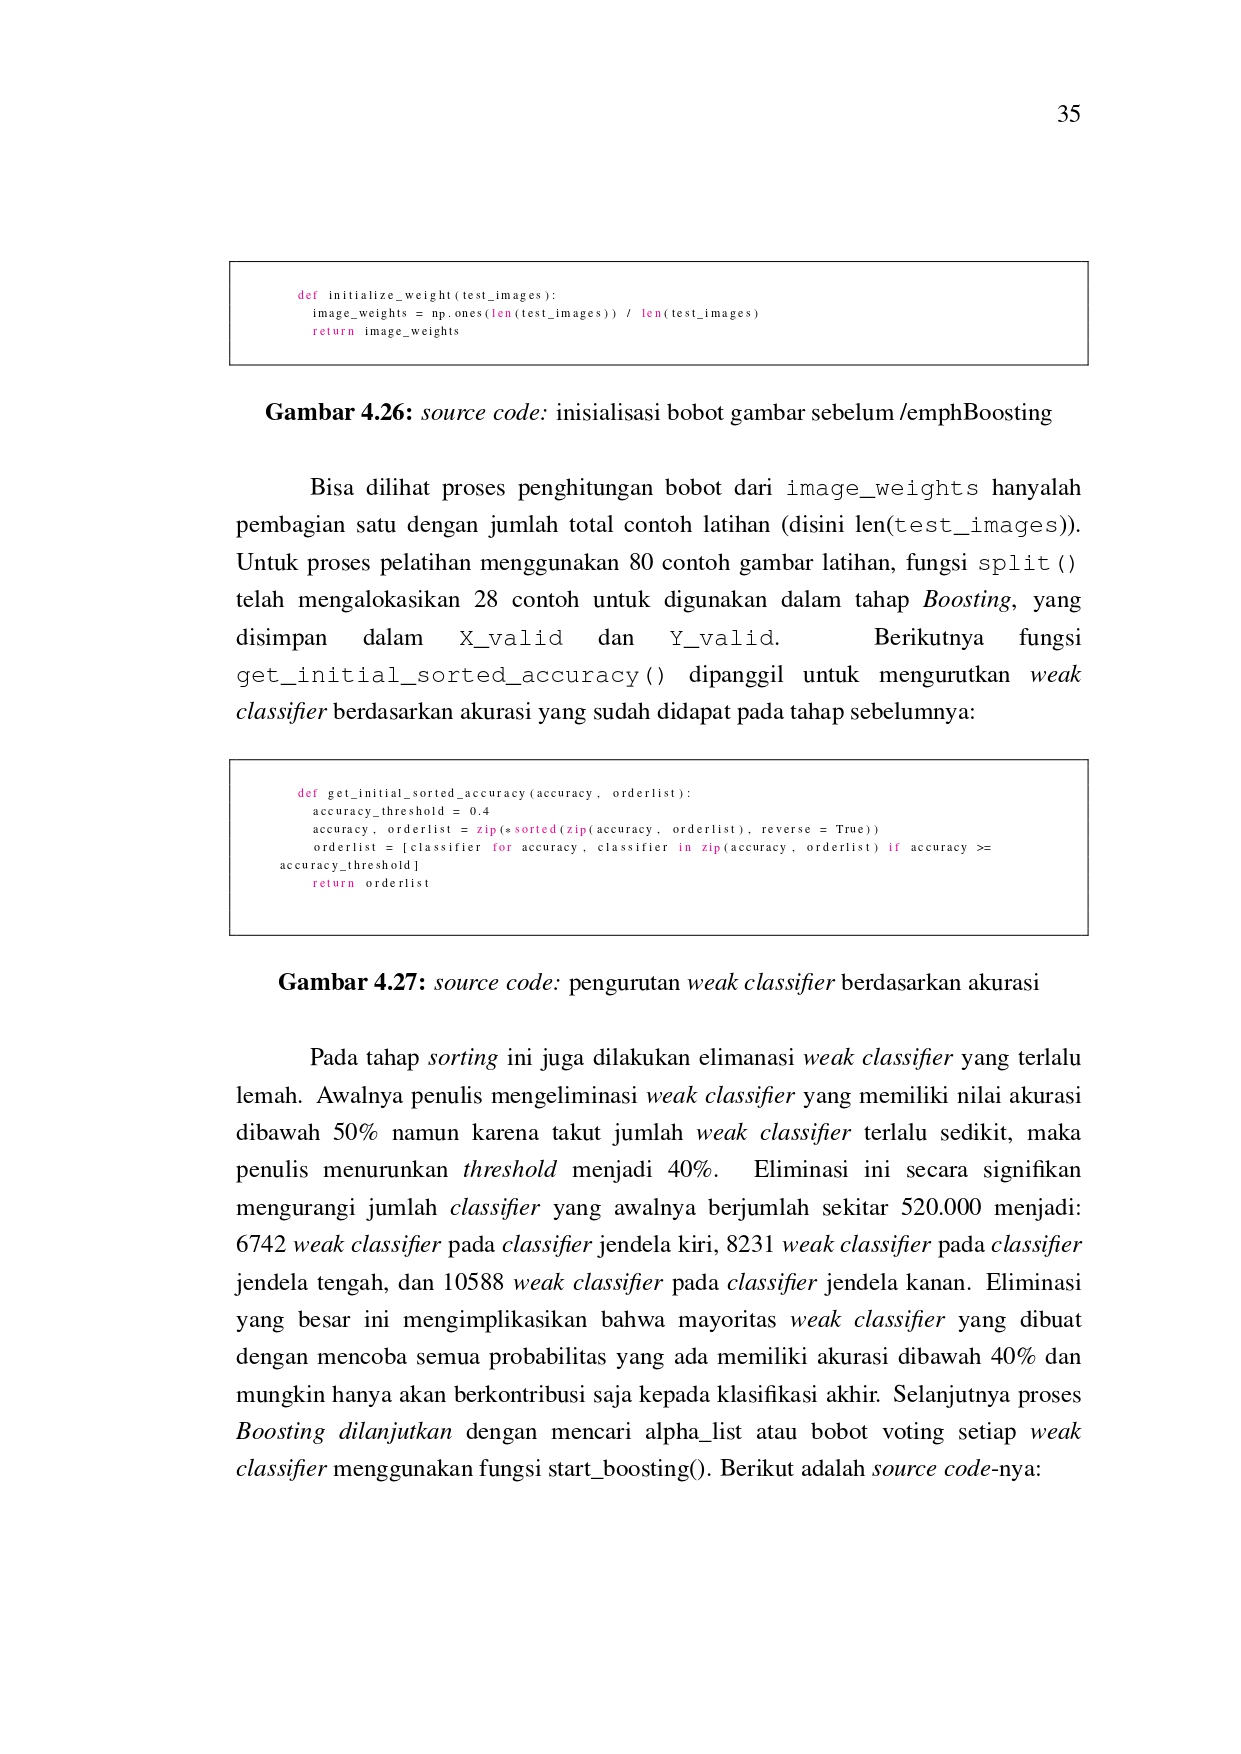 35
def initialize_weight(test_images):
image_weights = np.ones(len(test_images)) / len(test_images)
return image_weights
Gambar 4.26: source code: inisialisasi bobot gambar sebelum /emphBoosting
Bisa dilihat proses penghitungan bobot dari image_weights hanyalah
pembagian satu dengan jumlah total contoh latihan (disini len(test_images)).
Untuk proses pelatihan menggunakan 80 contoh gambar latihan, fungsi split()
telah mengalokasikan 28 contoh untuk digunakan dalam tahap Boosting, yang
disimpan dalam X_valid dan Y_valid. Berikutnya fungsi
get_initial_sorted_accuracy() dipanggil untuk mengurutkan weak
classifier berdasarkan akurasi yang sudah didapat pada tahap sebelumnya:
def get_initial_sorted_accuracy(accuracy, orderlist):
accuracy_threshold = 0.4
accuracy, orderlist = zip(*sorted(zip(accuracy, orderlist), reverse = True))
orderlist = [classifier for accuracy, classifier in zip(accuracy, orderlist) if accuracy >=
accuracy_threshold]
return orderlist
Gambar 4.27: source code: pengurutan weak classifier berdasarkan akurasi
Pada tahap sorting ini juga dilakukan elimanasi weak classifier yang terlalu
lemah. Awalnya penulis mengeliminasi weak classifier yang memiliki nilai akurasi
dibawah 50% namun karena takut jumlah weak classifier terlalu sedikit, maka
penulis menurunkan threshold menjadi 40%. Eliminasi ini secara signifikan
mengurangi jumlah classifier yang awalnya berjumlah sekitar 520.000 menjadi:
6742 weak classifier pada classifier jendela kiri, 8231 weak classifier pada classifier
jendela tengah, dan 10588 weak classifier pada classifier jendela kanan. Eliminasi
yang besar ini mengimplikasikan bahwa mayoritas weak classifier yang dibuat
dengan mencoba semua probabilitas yang ada memiliki akurasi dibawah 40% dan
mungkin hanya akan berkontribusi saja kepada klasifikasi akhir. Selanjutnya proses
Boosting dilanjutkan dengan mencari alpha_list atau bobot voting setiap weak
classifier menggunakan fungsi start_boosting(). Berikut adalah source code-nya: